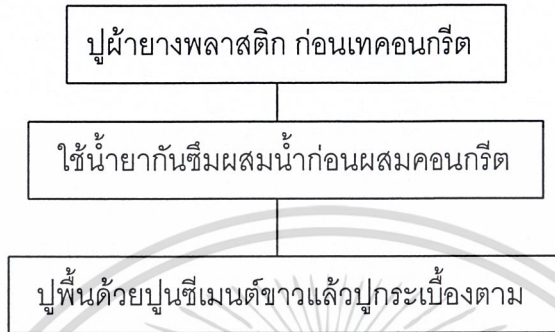 ปูผ้ายางพลาสติก ก่อนเทคอนกรีต
ใช้น้ำยากันซึมผสมน้ำก่อนผสมคอนกรีต
ปูพื้นด้วยปูนซีเมนต์ขาวแล้วปูกระเบื้องตาม